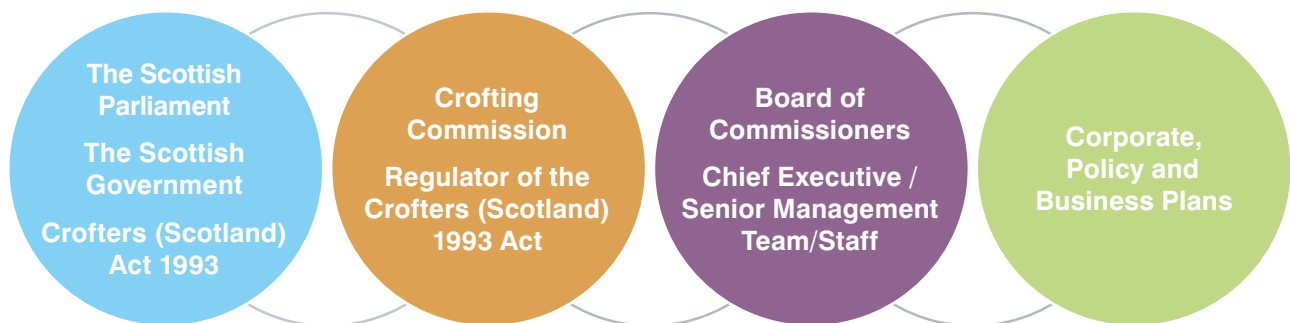 The Scottish
Parliament
The Scottish
Government
Crofters (Scotland)
Act 1993
Crofting
Commission
Regulator of the
Crofters (Scotland)
1993 Act
Board of
Commissioners
Chief Executive /
Senior Management
Team/Staff
Corporate,
Policy and
Business Plans